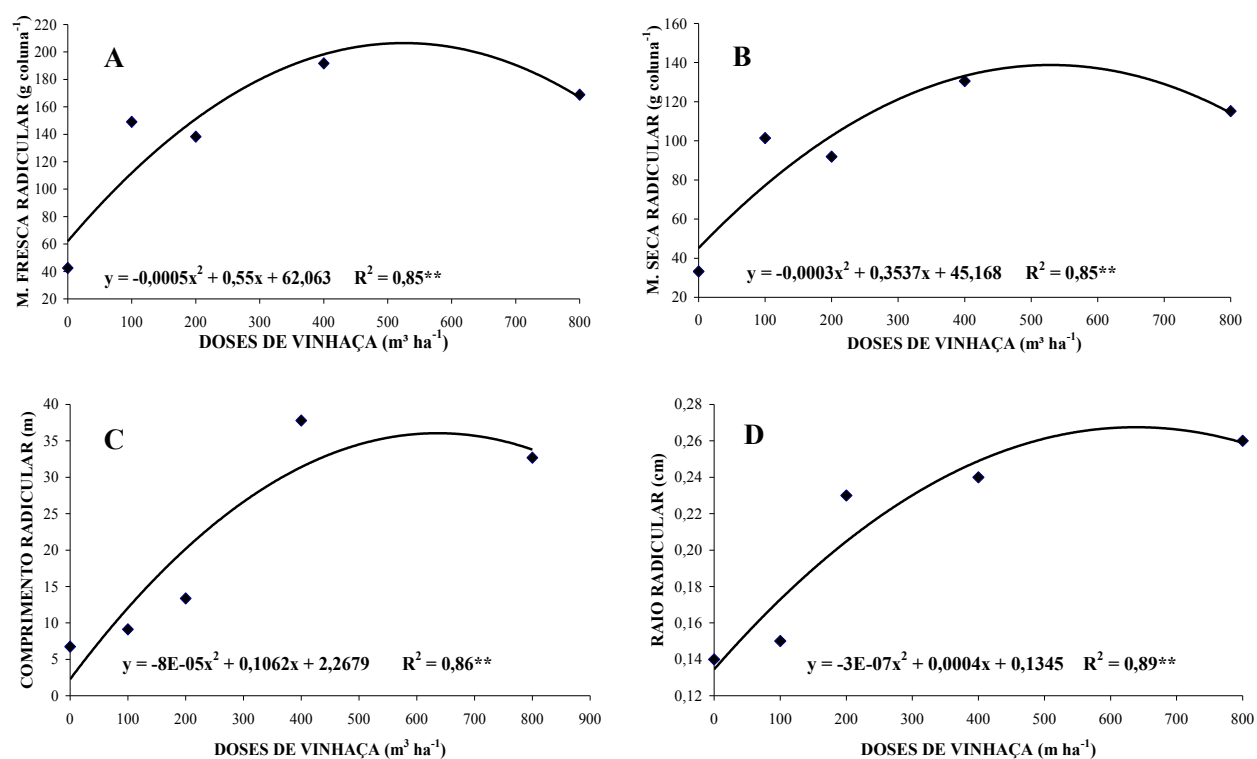 A
M. FRESCA RADICULAR (g coluna⁻¹)
220
200
180
160
140
120
100
80
60
40
20
y = -0,0005x² + 0,55x + 62,063 R² = 0,85**
0 100 200 300 400 500 600 700 800
DOSES DE VINHAÇA (m³ ha⁻¹)
B
M. SECA RADICULAR (g coluna⁻¹)
160
140
120
100
80
60
40
20
y = -0,0003x² + 0,3537x + 45,168 R² = 0,85**
0 100 200 300 400 500 600 700 800
DOSES DE VINHAÇA (m³ ha⁻¹)
C
COMPRIMENTO RADICULAR (m)
40
35
30
25
20
15
10
5
0
y = -8E-05x² + 0,1062x + 2,2679 R² = 0,86**
0 100 200 300 400 500 600 700 800 900
DOSES DE VINHAÇA (m³ ha⁻¹)
D
RAIO RADICULAR (cm)
0,28
0,26
0,24
0,22
0,20
0,18
0,16
0,14
0,12
y = -3E-07x² + 0,0004x + 0,1345 R² = 0,89**
0 100 200 300 400 500 600 700 800
DOSES DE VINHAÇA (m ha⁻¹)